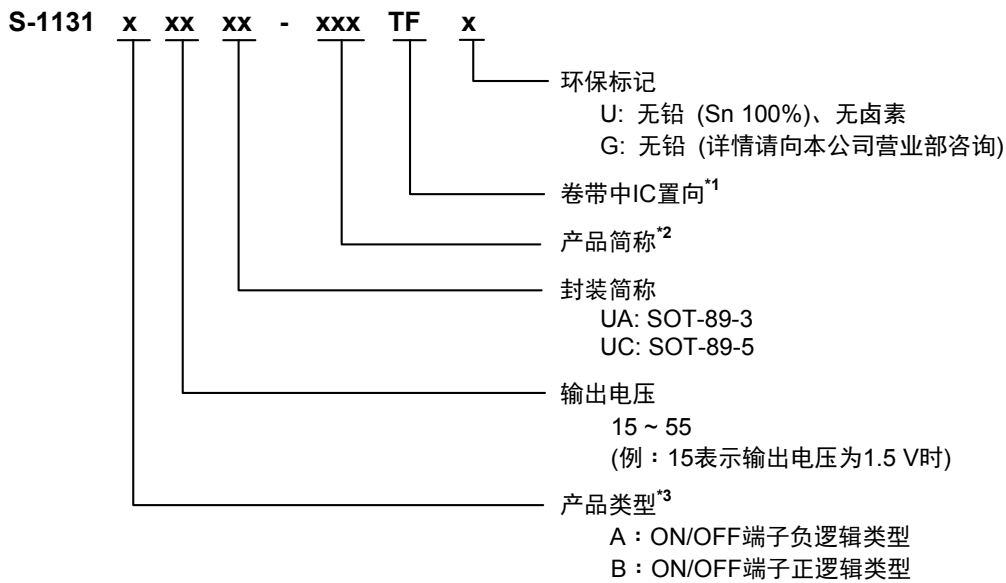 S-1131 x xx xx - xxx TF x
环保标记
U: 无铅 (Sn 100%)、无卤素
G: 无铅 (详情请向本公司营业部咨询)
卷带中IC置向*1
产品简称*2
封装简称
UA: SOT-89-3
UC: SOT-89-5
输出电压
15 ~ 55
(例：15表示输出电压为1.5 V时)
产品类型*3
A：ON/OFF端子负逻辑类型
B：ON/OFF端子正逻辑类型